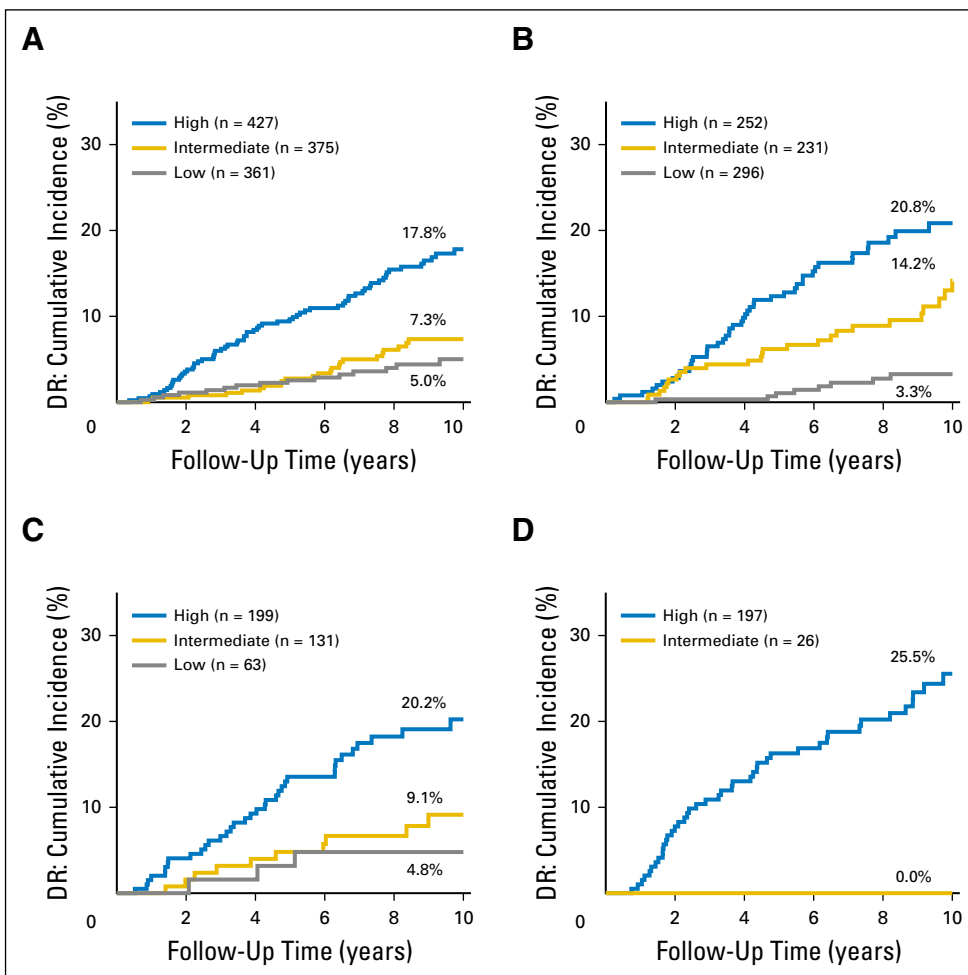 A
DR: Cumulative Incidence (%)
30
20
10
0
High (n = 427)
Intermediate (n = 375)
Low (n = 361)
17.8%
7.3%
5.0%
2 4 6 8 10
Follow-Up Time (years)
B
DR: Cumulative Incidence (%)
30
20
10
0
High (n = 252)
Intermediate (n = 231)
Low (n = 296)
20.8%
14.2%
3.3%
2 4 6 8 10
Follow-Up Time (years)
C
DR: Cumulative Incidence (%)
30
20
10
0
High (n = 199)
Intermediate (n = 131)
Low (n = 63)
20.2%
9.1%
4.8%
2 4 6 8 10
Follow-Up Time (years)
D
DR: Cumulative Incidence (%)
30
20
10
0
High (n = 197)
Intermediate (n = 26)
25.5%
0.0%
2 4 6 8 10
Follow-Up Time (years)